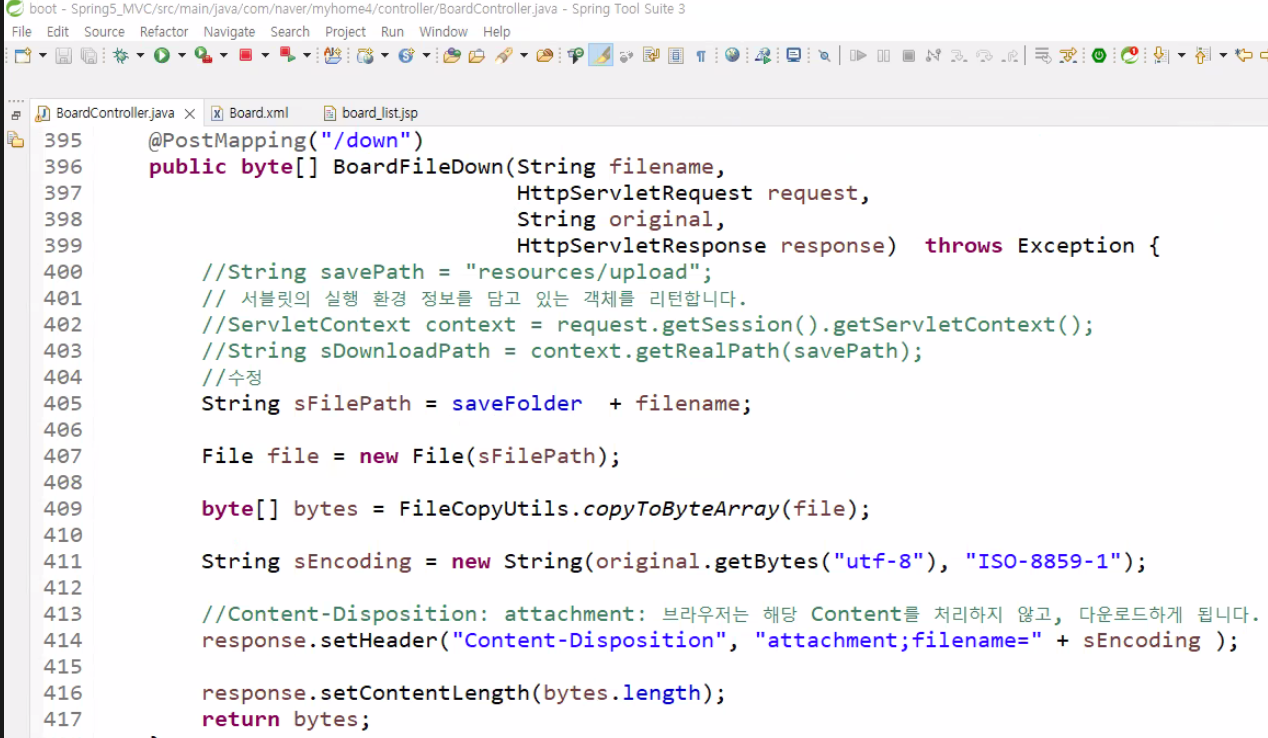 boot - Spring5_MVC/src/main/java/com/naver/myhome4/controller/BoardController.java - Spring Tool Suite 3
File Edit Source Refactor Navigate Search Project Run Window Help
BoardController.java Board.xml board_list.jsp
395 @PostMapping("/down")
396 public byte[] BoardFileDown(String filename,
397 HttpServletRequest request,
398 String original,
399 HttpServletResponse response)  throws Exception {
400 //String savePath = "resources/upload";
401 // 서블릿의 실행 환경 정보를 담고 있는 객체를 리턴합니다.
402 //ServletContext context = request.getSession().getServletContext();
403 //String sDownloadPath = context.getRealPath(savePath);
404 //수정
405 String sFilePath = saveFolder  + filename;
406
407 File file = new File(sFilePath);
408
409 byte[] bytes = FileCopyUtils.copyToByteArray(file);
410
411 String sEncoding = new String(original.getBytes("utf-8"), "ISO-8859-1");
412
413 //Content-Disposition: attachment: 브라우저는 해당 Content를 처리하지 않고, 다운로드하게 됩니다.
414 response.setHeader("Content-Disposition", "attachment;filename=" + sEncoding );
415
416 response.setContentLength(bytes.length);
417 return bytes;